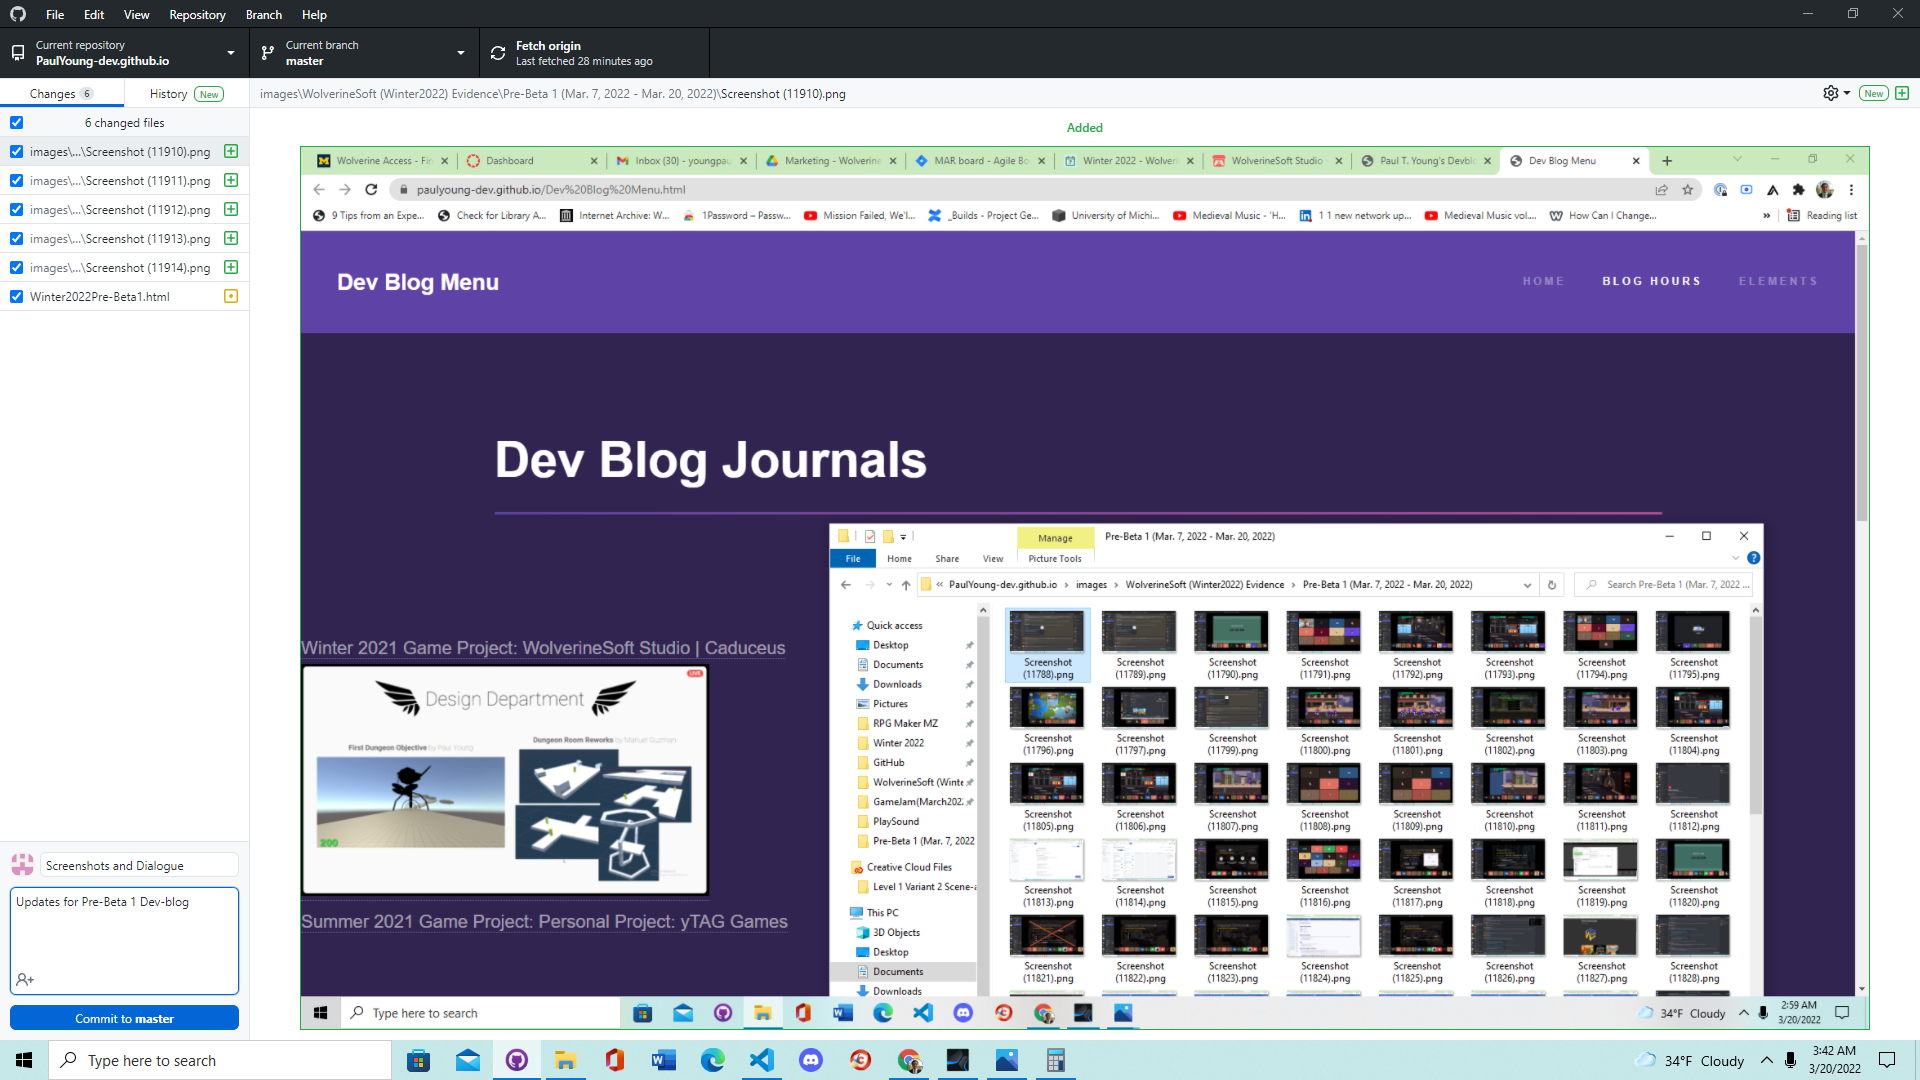 File Edit View Repository Branch Help
Current repository
PaulYoung-dev.github.io
Current branch
master
Fetch origin
Last fetched 28 minutes ago
Changes 6
History New
images\WolverineSoft (Winter2022) Evidence\Pre-Beta 1 (Mar. 7, 2022 - Mar. 20, 2022)\Screenshot (11910).png
New
6 changed files
images\...\Screenshot (11910).png
images\...\Screenshot (11911).png
images\...\Screenshot (11912).png
images\...\Screenshot (11913).png
images\...\Screenshot (11914).png
Winter2022Pre-Beta1.html
Screenshots and Dialogue
Updates for Pre-Beta 1 Dev-blog
Commit to master
Added
Wolverine Access - Fin Dashboard Inbox (30) - youngpau Marketing - Wolverine MAR board - Agile Bo Winter 2022 - Wolveri WolverineSoft Studio Paul T. Young's Devblo Dev Blog Menu
paulyoung-dev.github.io/Dev%20Blog%20Menu.html
9 Tips from an Expe... Check for Library A... Internet Archive: W... 1Password – Passw... Mission Failed, We'l... _Builds - Project Ge... University of Michi... Medieval Music - 'H... 1 1 new network up... Medieval Music vol... How Can I Change... » Reading list
Dev Blog Menu
HOME BLOG HOURS ELEMENTS
Dev Blog Journals
Winter 2021 Game Project: WolverineSoft Studio | Caduceus
LIVE
Design Department
First Dungeon Objective by Paul Young
Dungeon Room Reworks by Manuel Guzman
200
Summer 2021 Game Project: Personal Project: yTAG Games
Manage
Pre-Beta 1 (Mar. 7, 2022 - Mar. 20, 2022)
File Home Share View Picture Tools
« PaulYoung-dev.github.io › images › WolverineSoft (Winter2022) Evidence › Pre-Beta 1 (Mar. 7, 2022 - Mar. 20, 2022)
Search Pre-Beta 1 (Mar. 7, 2022 ...
Quick access
Desktop
Documents
Downloads
Pictures
RPG Maker MZ
Winter 2022
GitHub
WolverineSoft (Winte
GameJam(March202
PlaySound
Pre-Beta 1 (Mar. 7, 2022
Creative Cloud Files
Level 1 Variant 2 Scene-a
This PC
3D Objects
Desktop
Documents
Downloads
Screenshot Screenshot Screenshot Screenshot Screenshot Screenshot Screenshot Screenshot
(11788).png (11789).png (11790).png (11791).png (11792).png (11793).png (11794).png (11795).png
Screenshot Screenshot Screenshot Screenshot Screenshot Screenshot Screenshot Screenshot
(11796).png (11797).png (11799).png (11800).png (11801).png (11802).png (11803).png (11804).png
Screenshot Screenshot Screenshot Screenshot Screenshot Screenshot Screenshot Screenshot
(11805).png (11806).png (11807).png (11808).png (11809).png (11810).png (11811).png (11812).png
Screenshot Screenshot Screenshot Screenshot Screenshot Screenshot Screenshot Screenshot
(11813).png (11814).png (11815).png (11816).png (11817).png (11818).png (11819).png (11820).png
Screenshot Screenshot Screenshot Screenshot Screenshot Screenshot Screenshot Screenshot
(11821).png (11822).png (11823).png (11824).png (11825).png (11826).png (11827).png (11828).png
Type here to search
34°F Cloudy
2:59 AM
3/20/2022
Type here to search
34°F Cloudy
3:42 AM
3/20/2022